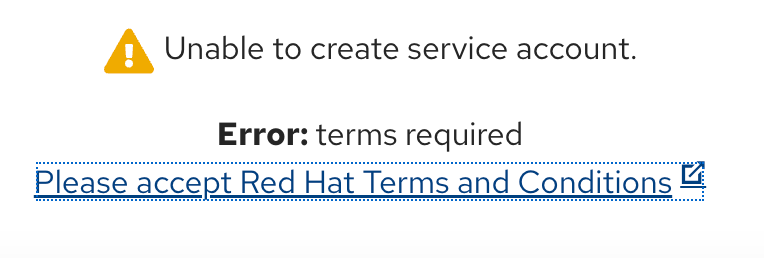 Unable to create service account.
Error: terms required
Please accept Red Hat Terms and Conditions